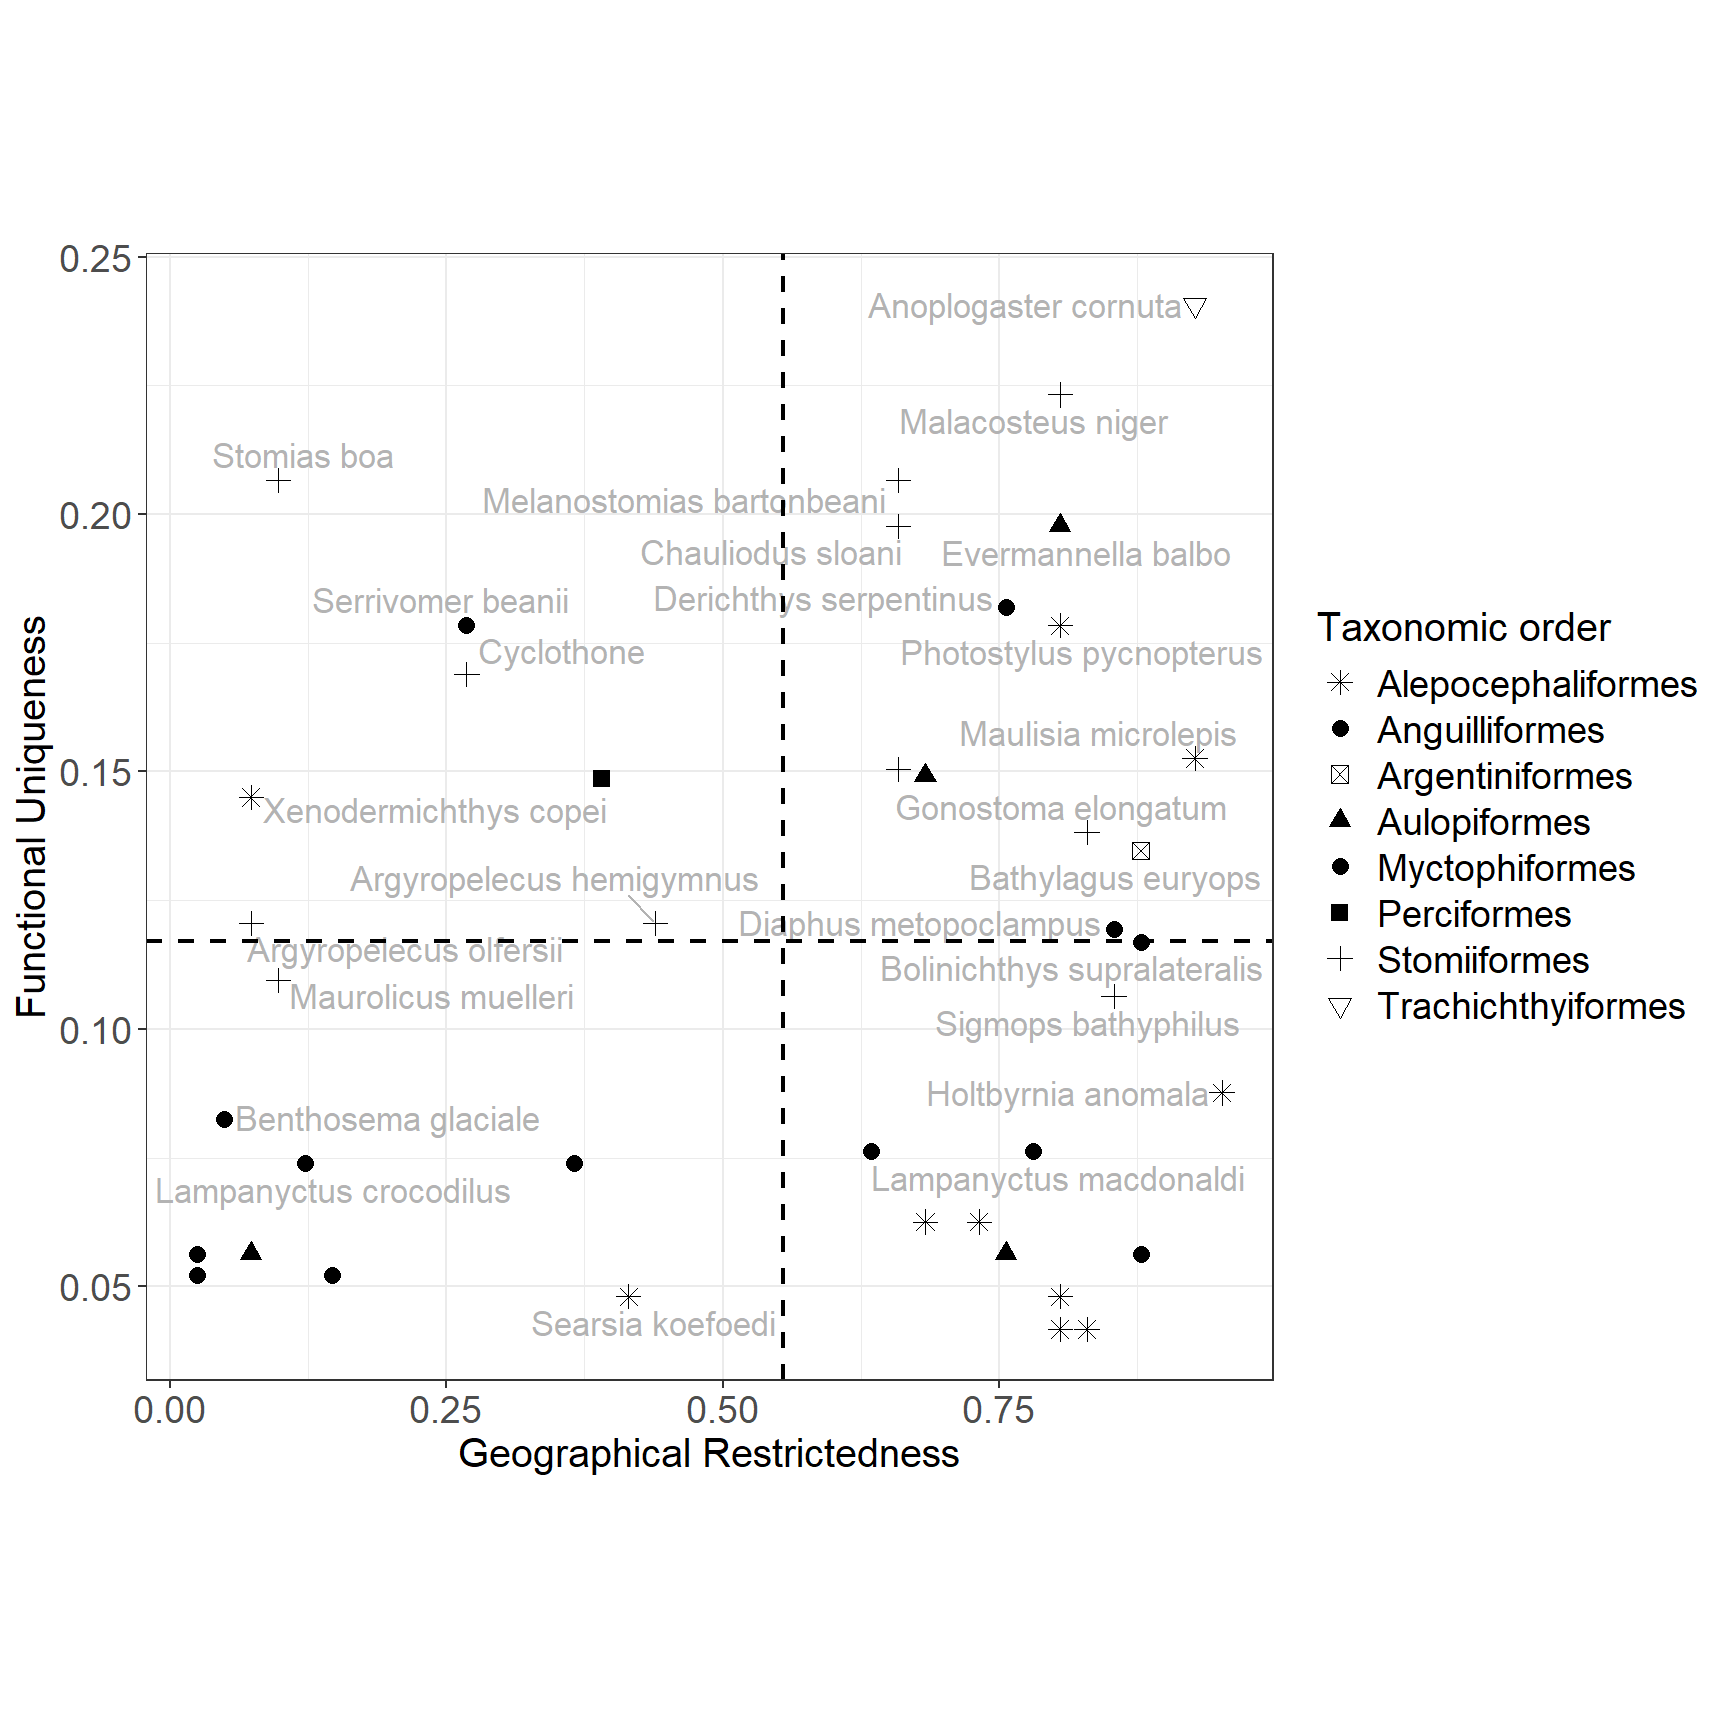 0.25
0.20
0.15
0.10
0.05
Functional Uniqueness
Anoplogaster cornuta
Malacosteus niger
Stomias boa
Melanostomias bartonbeani
Chauliodus sloani
Evermannella balbo
Derichthys serpentinus
Serrivomer beanii
Cyclothone
Photostylus pycnopterus
Maulisia microlepis
Xenodermichthys copei
Gonostoma elongatum
Argyropelecus hemigymnus
Bathylagus euryops
Diaphus metopoclampus
Argyropelecus olfersii
Bolinichthys supralateralis
Maurolicus muelleri
Sigmops bathyphilus
Holtbyrnia anomala
Benthosema glaciale
Lampanyctus macdonaldi
Lampanyctus crocodilus
Searsia koefoedi
0.00
0.25
0.50
0.75
Geographical Restrictedness
Taxonomic order
Alepocephaliformes
Anguilliformes
Argentiniformes
Aulopiformes
Myctophiformes
Perciformes
Stomiiformes
Trachichthyiformes